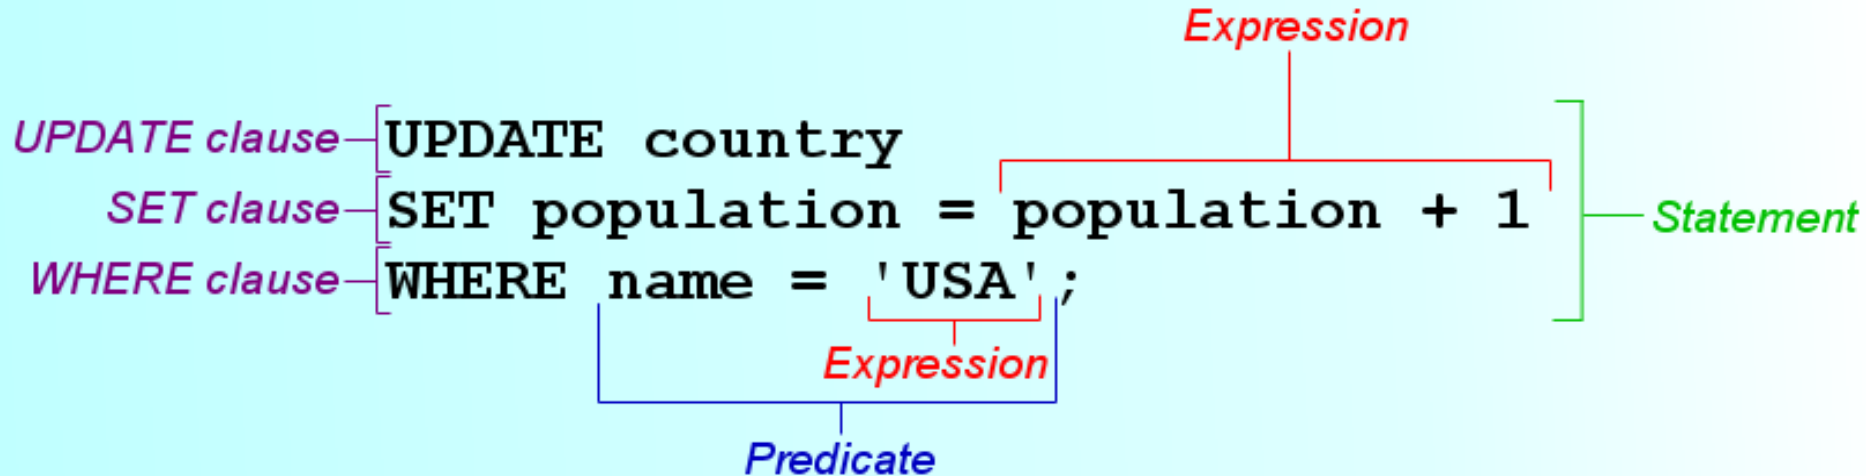 Expression
UPDATE clause UPDATE country
SET clause SET population = population + 1 Statement
WHERE clause WHERE name = 'USA';
Expression
Predicate